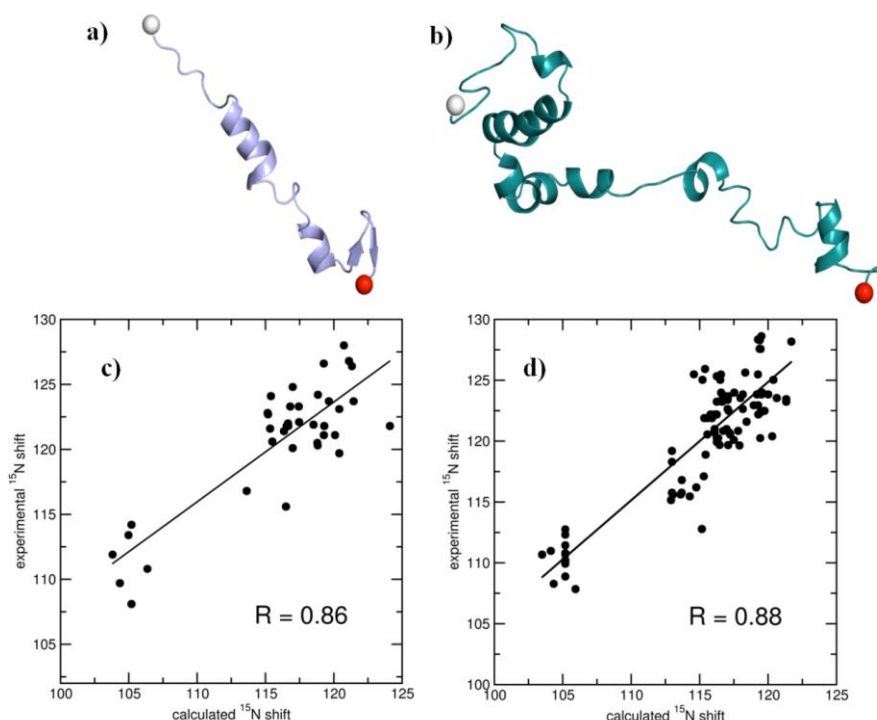 a)
b)
c)
130
125
120
115
110
105
experimental ¹⁵N shift
R = 0.86
100 105 110 115 120 125
calculated ¹⁵N shift
d)
130
125
120
115
110
105
100
experimental ¹⁵N shift
R = 0.88
100 105 110 115 120 125
calculated ¹⁵N shift